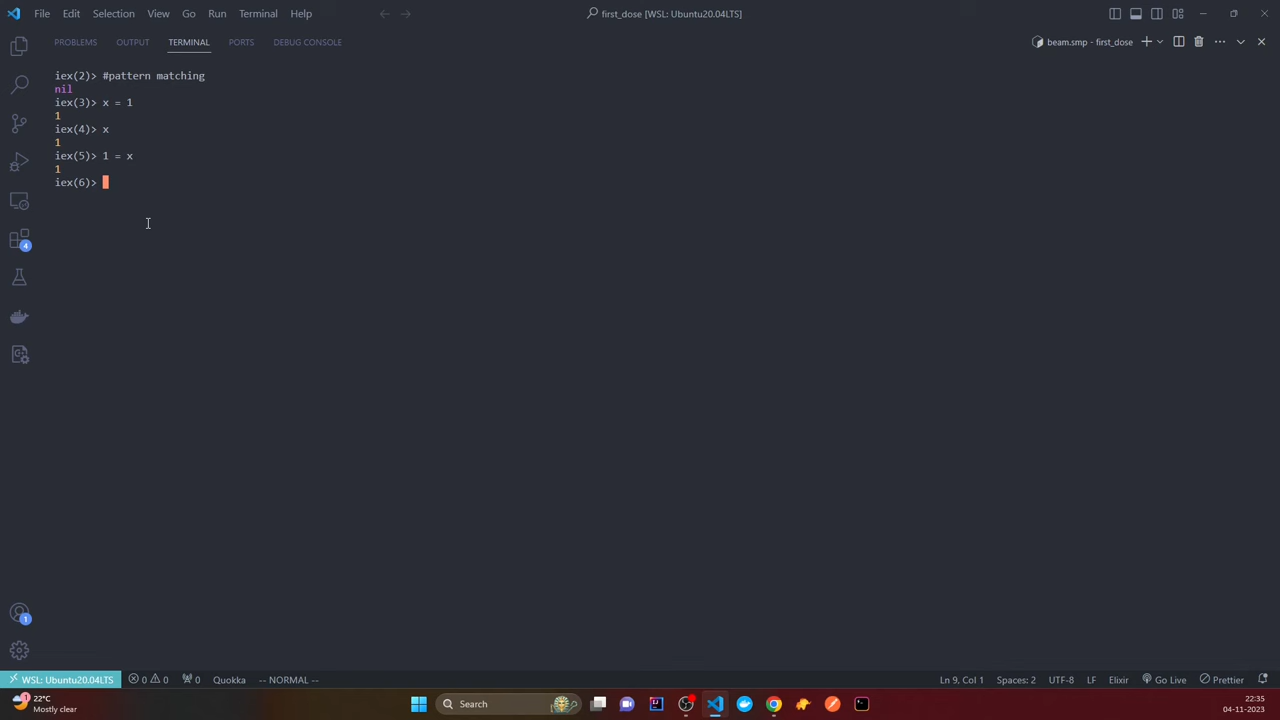 File Edit Selection View Go Run Terminal Help
first_dose [WSL: Ubuntu20.04LTS]
PROBLEMS OUTPUT TERMINAL PORTS DEBUG CONSOLE
beam.smp - first_dose
iex(2)> #pattern matching
nil
iex(3)> x = 1
1
iex(4)> x
1
iex(5)> 1 = x
1
iex(6)>
4
1
WSL: Ubuntu20.04LTS 0 0 0 Quokka -- NORMAL -- Ln 9, Col 1 Spaces: 2 UTF-8 LF Elixir Go Live Prettier
1 22°C
Mostly clear
Search
22:35
04-11-2023